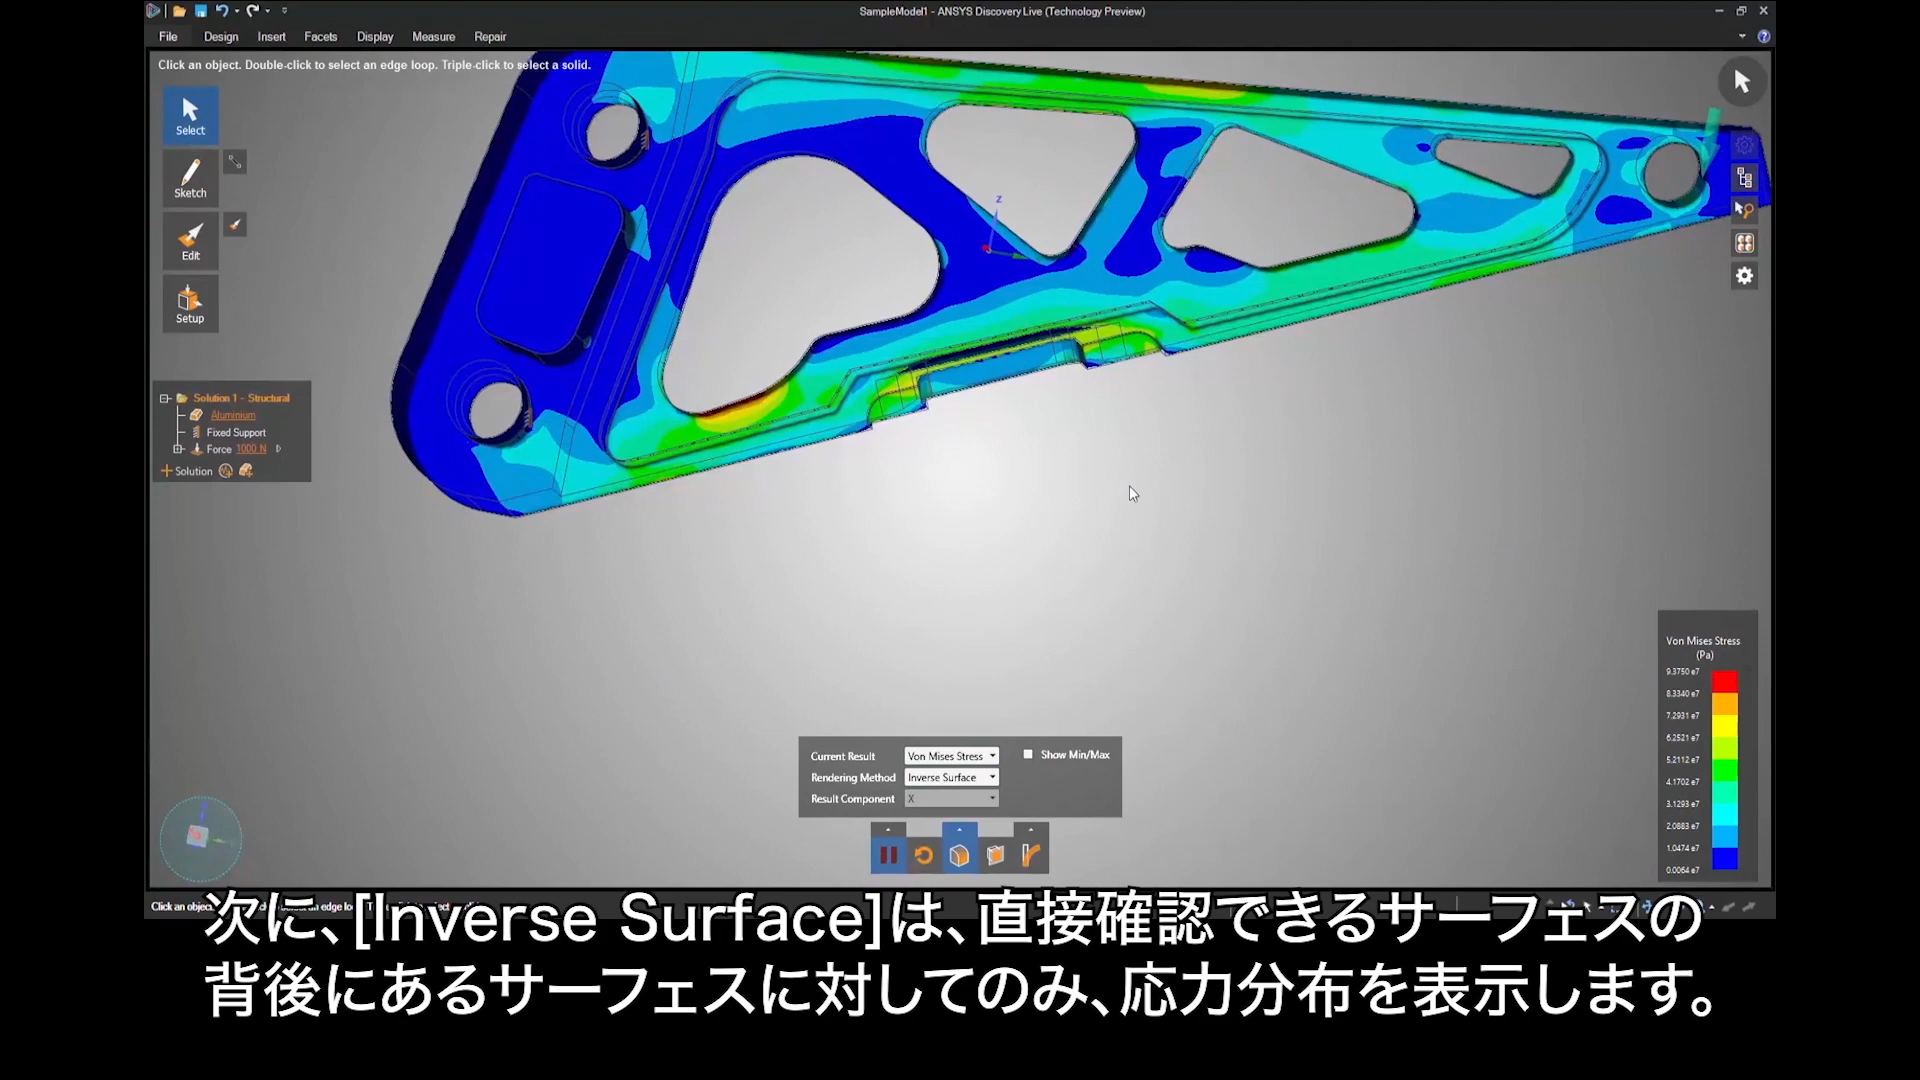 SampleModel1 - ANSYS Discovery Live (Technology Preview)
File Design Insert Facets Display Measure Repair
Click an object. Double-click to select an edge loop. Triple-click to select a solid.
Select
Sketch
Edit
Setup
Z
Solution 1 - Structural
Aluminium
Fixed Support
Force 1000 N
Solution
Von Mises Stress
(Pa)
9.3750 e7
8.3340 e7
7.2931 e7
6.2521 e7
5.2112 e7
4.1702 e7
3.1293 e7
2.0883 e7
1.0474 e7
0.0064 e7
Current Result Von Mises Stress Show Min/Max
Rendering Method Inverse Surface
Result Component X
Click an object.
次に、[Inverse Surface]は、直接確認できるサーフェスの
背後にあるサーフェスに対してのみ、応力分布を表示します。